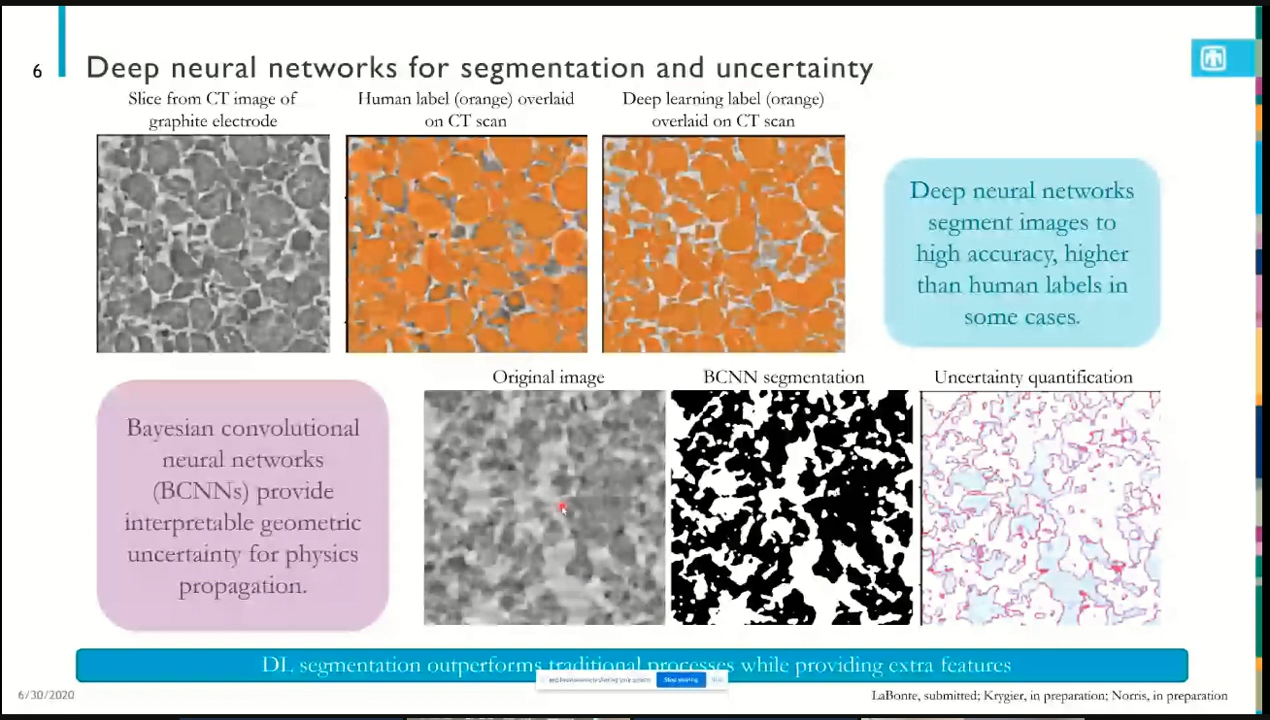 6
Deep neural networks for segmentation and uncertainty
Slice from CT image of
graphite electrode
Human label (orange) overlaid
on CT scan
Deep learning label (orange)
overlaid on CT scan
Deep neural networks
segment images to
high accuracy, higher
than human labels in
some cases.
Bayesian convolutional
neural networks
(BCNNs) provide
interpretable geometric
uncertainty for physics
propagation.
Original image
BCNN segmentation
Uncertainty quantification
DL segmentation outperforms traditional processes while providing extra features
Stop sharing
6/30/2020
LaBonte, submitted; Krygier, in preparation; Norris, in preparation